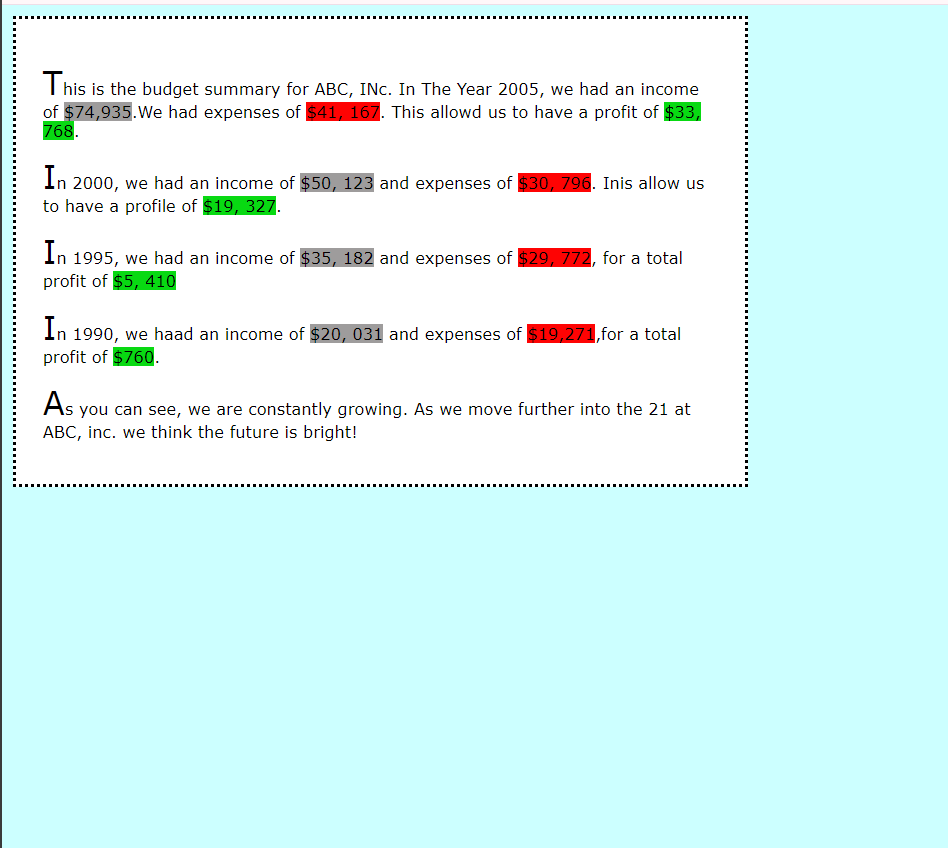 This is the budget summary for ABC, INc. In The Year 2005, we had an income
of $74,935.We had expenses of $41, 167. This allowd us to have a profit of $33,
768.
In 2000, we had an income of $50, 123 and expenses of $30, 796. Inis allow us
to have a profile of $19, 327.
In 1995, we had an income of $35, 182 and expenses of $29, 772, for a total
profit of $5, 410
In 1990, we haad an income of $20, 031 and expenses of $19,271,for a total
profit of $760.
As you can see, we are constantly growing. As we move further into the 21 at
ABC, inc. we think the future is bright!